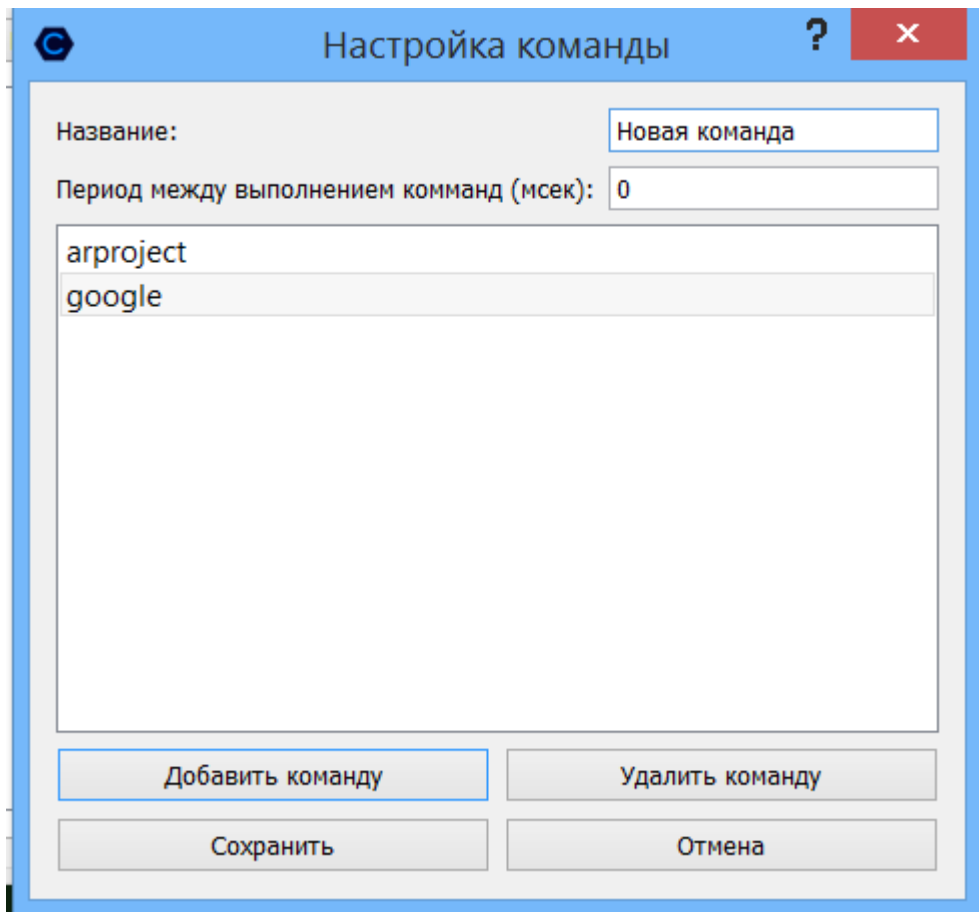 Настройка команды
?
Название:
Новая команда
Период между выполнением комманд (мсек):
0
arproject
google
Добавить команду
Удалить команду
Сохранить
Отмена